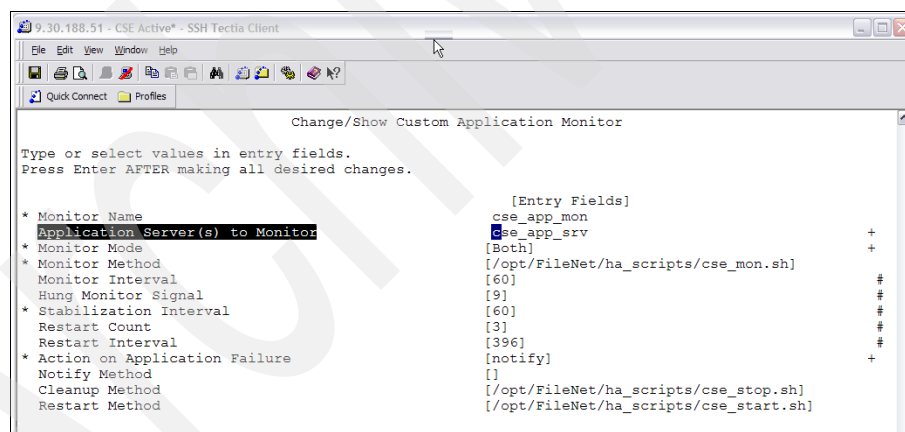 9.30.188.51 - CSE Active* - SSH Tectia Client
File Edit View Window Help
Quick Connect Profiles
Change/Show Custom Application Monitor
Type or select values in entry fields.
Press Enter AFTER making all desired changes.
[Entry Fields]
* Monitor Name cse_app_mon
Application Server(s) to Monitor cse_app_srv +
* Monitor Mode [Both] +
* Monitor Method [/opt/FileNet/ha_scripts/cse_mon.sh]
Monitor Interval [60] #
Hung Monitor Signal [9] #
* Stabilization Interval [60] #
Restart Count [3] #
Restart Interval [396] #
* Action on Application Failure [notify] +
Notify Method []
Cleanup Method [/opt/FileNet/ha_scripts/cse_stop.sh]
Restart Method [/opt/FileNet/ha_scripts/cse_start.sh]